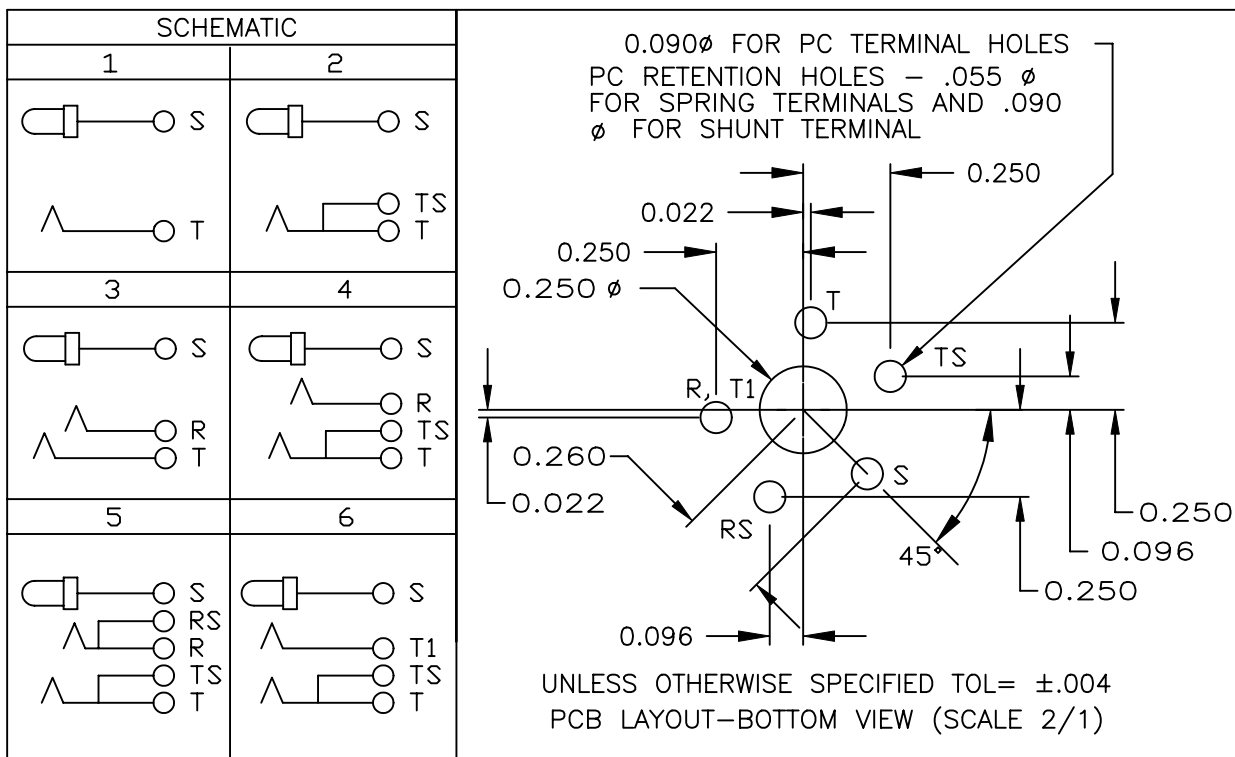 SCHEMATIC
1 2
S
T
S
TS
T
3 4
S
R
T
S
R
TS
T
5 6
S
RS
R
TS
T
S
T1
TS
T
0.090ø FOR PC TERMINAL HOLES
PC RETENTION HOLES – .055 ø
FOR SPRING TERMINALS AND .090
ø FOR SHUNT TERMINAL
0.250
0.022
0.250
0.250 ø
T
TS
R, T1
0.260
0.022
S
RS
45°
0.250
0.096
0.250
0.096
UNLESS OTHERWISE SPECIFIED TOL= ±.004
PCB LAYOUT–BOTTOM VIEW (SCALE 2/1)